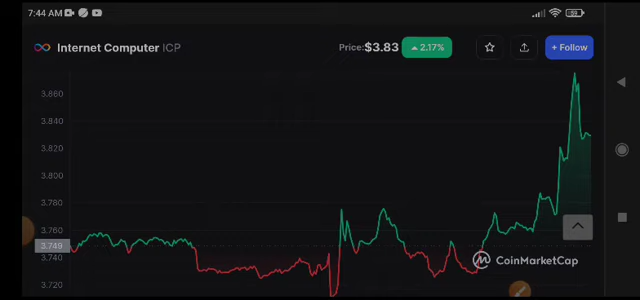 7:44 AM
59
Internet Computer ICP
Price:$3.83
2.17%
+ Follow
3.860
3.840
3.820
3.800
3.780
3.760
3.749
3.740
3.720
CoinMarketCap